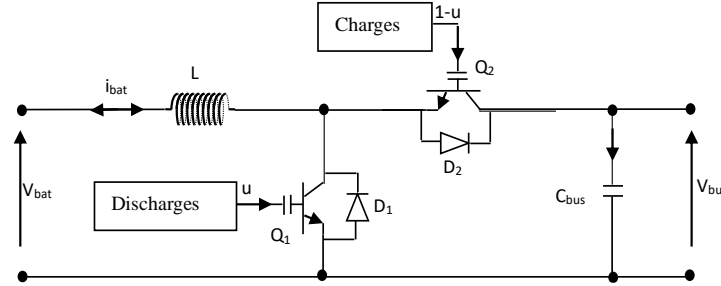 Charges
1-u
Q2
L
ibat
D2
Vbat
Discharges
u
Q1
D1
Cbus
Vbu